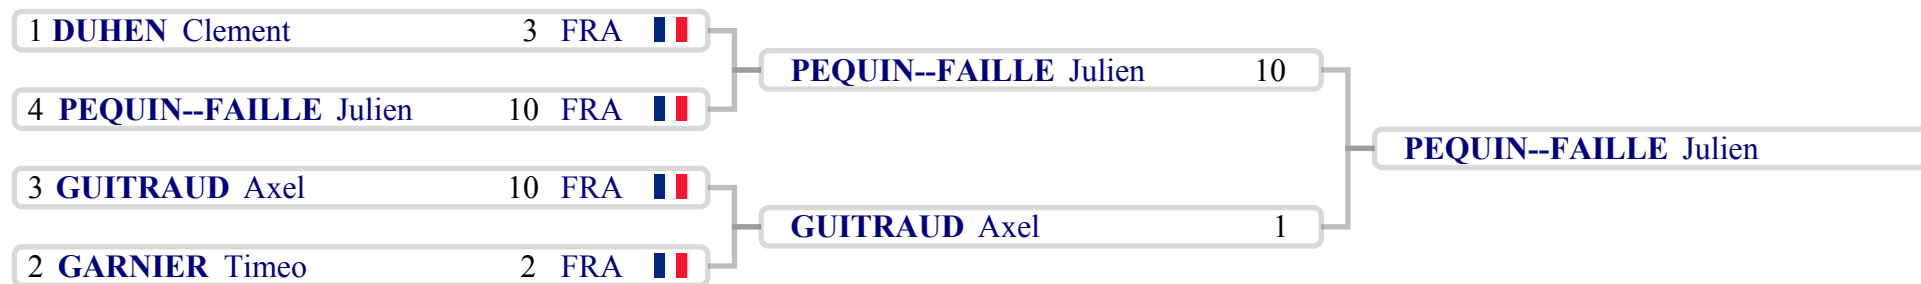 1 DUHEN Clement 3 FRA
4 PEQUIN--FAILLE Julien 10 FRA
3 GUITRAUD Axel 10 FRA
2 GARNIER Timeo 2 FRA
PEQUIN--FAILLE Julien 10
GUITRAUD Axel 1
PEQUIN--FAILLE Julien